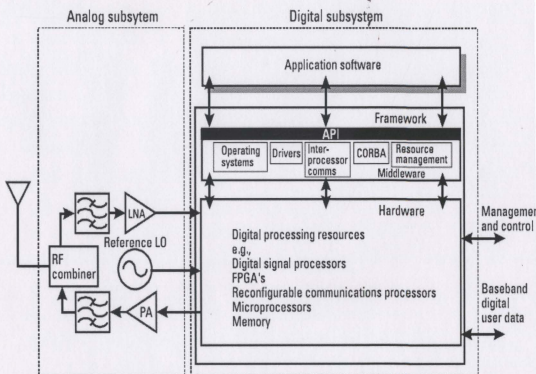 Analog subsytem
Digital subsystem
Application software
Framework
API
Operating
systems
Drivers
Inter-
processor
comms
CORBA
Resource
management
Middleware
Hardware
Digital processing resources
e.g.,
Digital signal processors
FPGA's
Reconfigurable communications processors
Microprocessors
Memory
LNA
Reference LO
RF
combiner
PA
Management
and control
Baseband
digital
user data